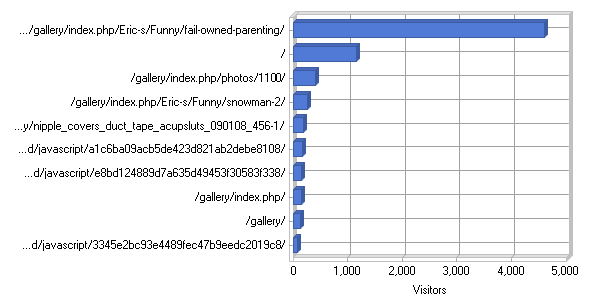 .../gallery/index.php/Eric-s/Funny/fail-owned-parenting/
/
/gallery/index.php/photos/1100/
/gallery/index.php/Eric-s/Funny/snowman-2/
...y/nipple_covers_duct_tape_acupsluts_090108_456-1/
...d/javascript/a1c6ba09acb5de423d821ab2debe8108/
...d/javascript/e8bd124889d7a635d49453f30583f338/
/gallery/index.php/
/gallery/
...d/javascript/3345e2bc93e4489fec47b9eedc2019c8/
0 1,000 2,000 3,000 4,000 5,000
Visitors